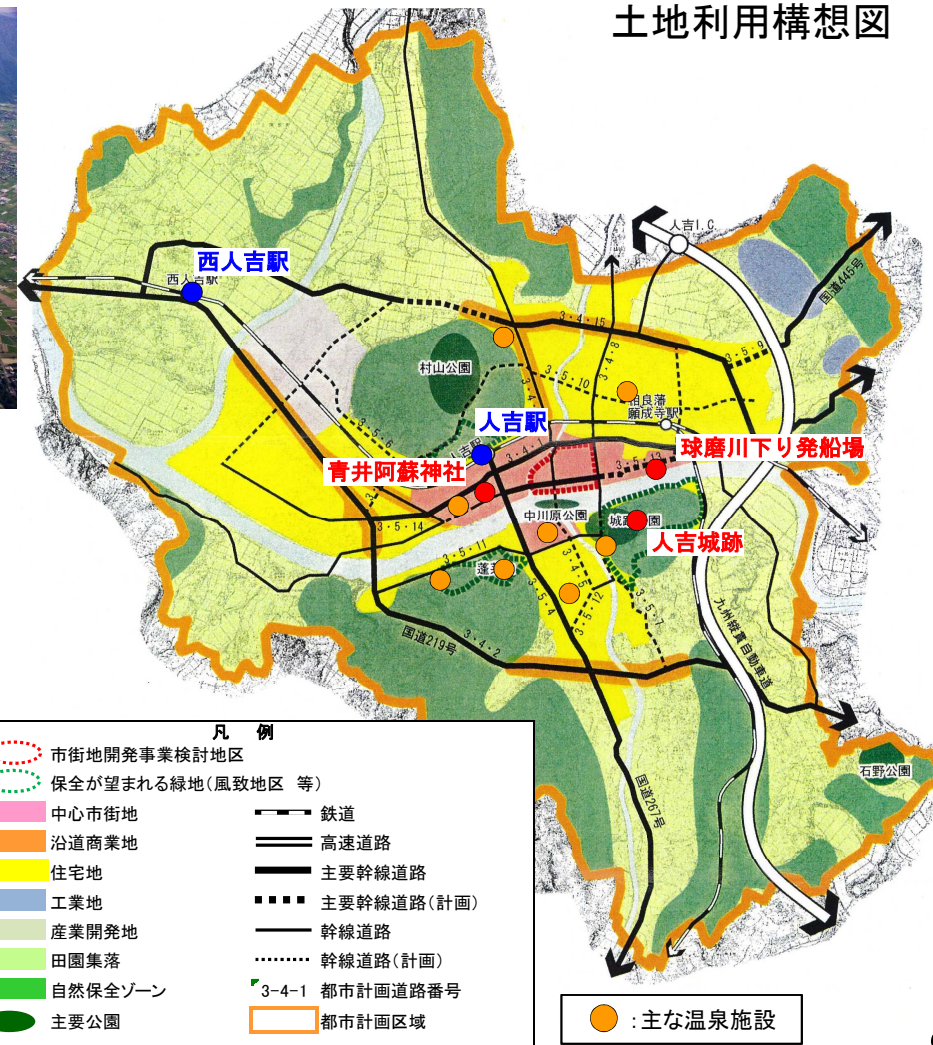 土地利用構想図
人吉I.C
国道445号
西人吉駅
西人吉駅
3・4・15
3・4・8
3・5・9
村山公園
3・5・10
相良藩
願成寺駅
人吉駅
3・5・6
3・4・1
球磨川下り発船場
3・5・13
青井阿蘇神社
中川原公園
人吉城跡
3・5・14
3・5・11
3・4・5
3・5・12
3・5・7
3・5・4
国道219号
3・4・2
九州縦貫自動車道
石野公園
国道267号
凡 例
市街地開発事業検討地区
保全が望まれる緑地(風致地区 等)
中心市街地
鉄道
沿道商業地
高速道路
住宅地
主要幹線道路
工業地
主要幹線道路(計画)
産業開発地
幹線道路
田園集落
幹線道路(計画)
自然保全ゾーン
3-4-1 都市計画道路番号
主要公園
都市計画区域
:主な温泉施設